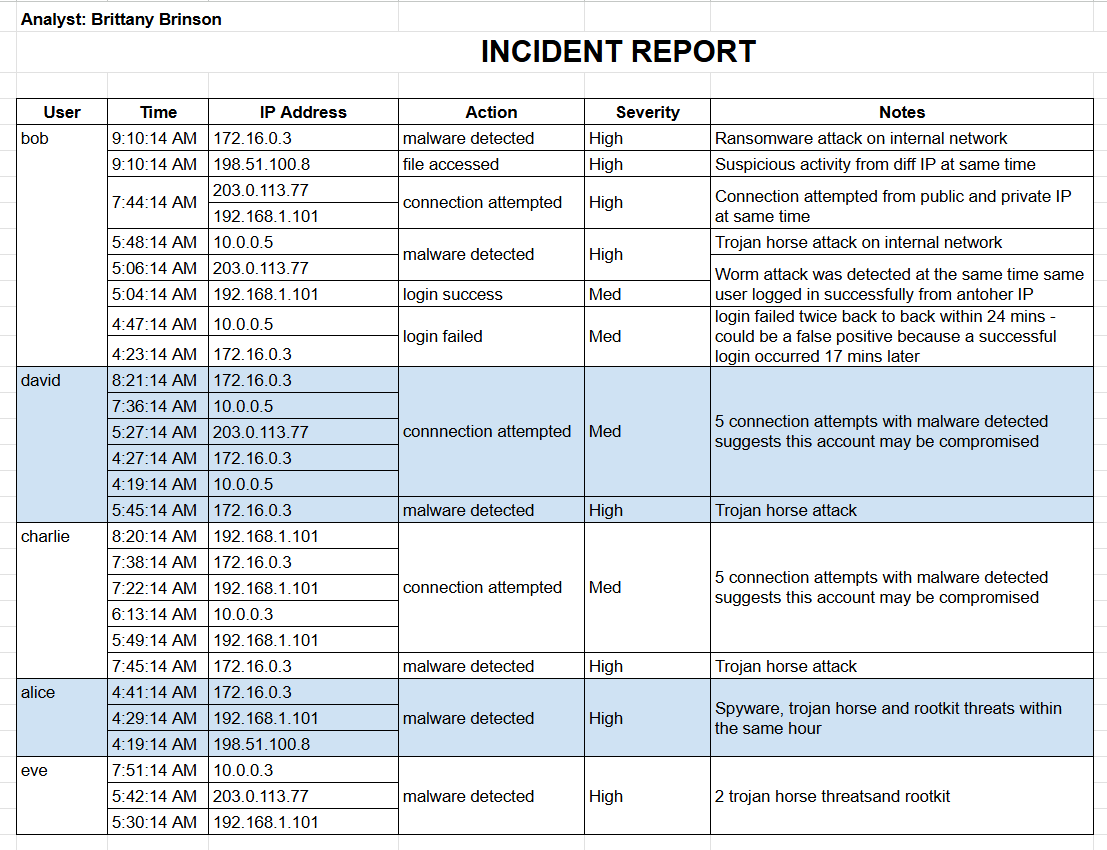 Analyst: Brittany Brinson
INCIDENT REPORT
User Time IP Address Action Severity Notes
bob 9:10:14 AM 172.16.0.3 malware detected High Ransomware attack on internal network
9:10:14 AM 198.51.100.8 file accessed High Suspicious activity from diff IP at same time
7:44:14 AM 203.0.113.77 connection attempted High Connection attempted from public and private IP
192.168.1.101 at same time
5:48:14 AM 10.0.0.5 malware detected High Trojan horse attack on internal network
5:06:14 AM 203.0.113.77 Worm attack was detected at the same time same
5:04:14 AM 192.168.1.101 login success Med user logged in successfully from antoher IP
4:47:14 AM 10.0.0.5 login failed Med login failed twice back to back within 24 mins -
could be a false positive because a successful
4:23:14 AM 172.16.0.3 login occurred 17 mins later
david 8:21:14 AM 172.16.0.3
7:36:14 AM 10.0.0.5
5:27:14 AM 203.0.113.77 connnection attempted Med 5 connection attempts with malware detected
suggests this account may be compromised
4:27:14 AM 172.16.0.3
4:19:14 AM 10.0.0.5
5:45:14 AM 172.16.0.3 malware detected High Trojan horse attack
charlie 8:20:14 AM 192.168.1.101
7:38:14 AM 172.16.0.3
7:22:14 AM 192.168.1.101 connection attempted Med 5 connection attempts with malware detected
suggests this account may be compromised
6:13:14 AM 10.0.0.3
5:49:14 AM 192.168.1.101
7:45:14 AM 172.16.0.3 malware detected High Trojan horse attack
alice 4:41:14 AM 172.16.0.3
4:29:14 AM 192.168.1.101 malware detected High Spyware, trojan horse and rootkit threats within
the same hour
4:19:14 AM 198.51.100.8
eve 7:51:14 AM 10.0.0.3
5:42:14 AM 203.0.113.77 malware detected High 2 trojan horse threatsand rootkit
5:30:14 AM 192.168.1.101